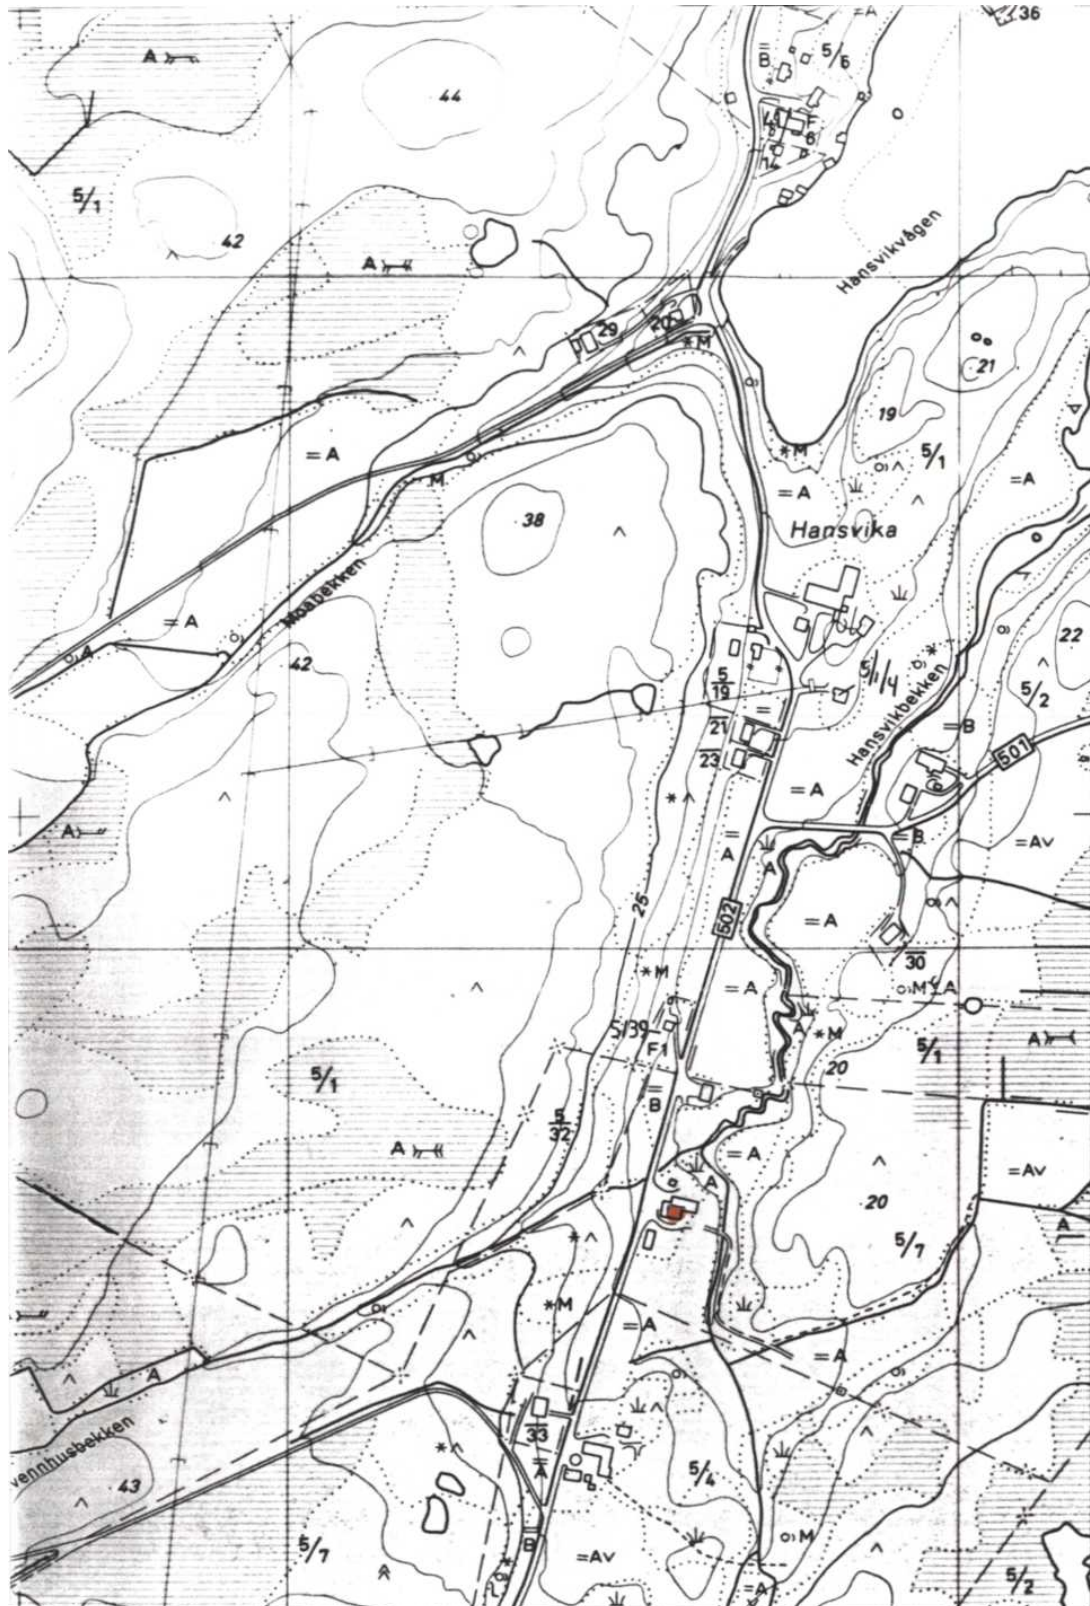 36
A
A
B
5/6
44
F
6
14
5/1
42
A
Hansvikvågen
29
20
*M
21
19
*M
5/1
=A
=A
=A
M
38
Hansvika
Moabekken
=A
A
42
22
5
19
5/1/4
5/2
21
=B
23
Hansvikbekken
501
=A
A
=
A
A
=B
=Av
25
502
=A
30
*M
=A
M
A
5/39
F1
A
*M
20
5/1
A
5/1
=
B
5
32
A
=A
=Av
A
20
5/7
A
*M
=A
=A
A
vennhusbekken
33
=
A
43
5/4
M
5/7
B
=Av
5/2
=A